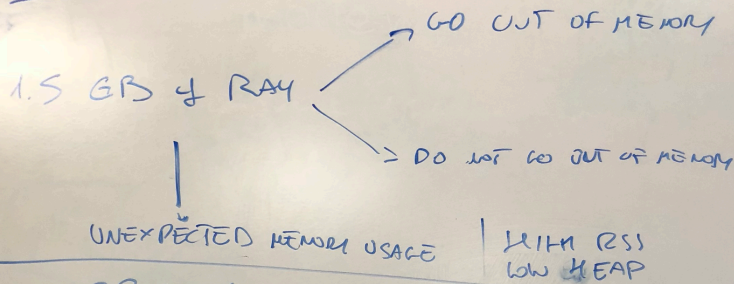 GO OUT OF MEMORY
1.5 GB of RAM
DO NOT GO OUT OF MEMORY
UNEXPECTED MEMORY USAGE
HIGH RSS
LOW HEAP